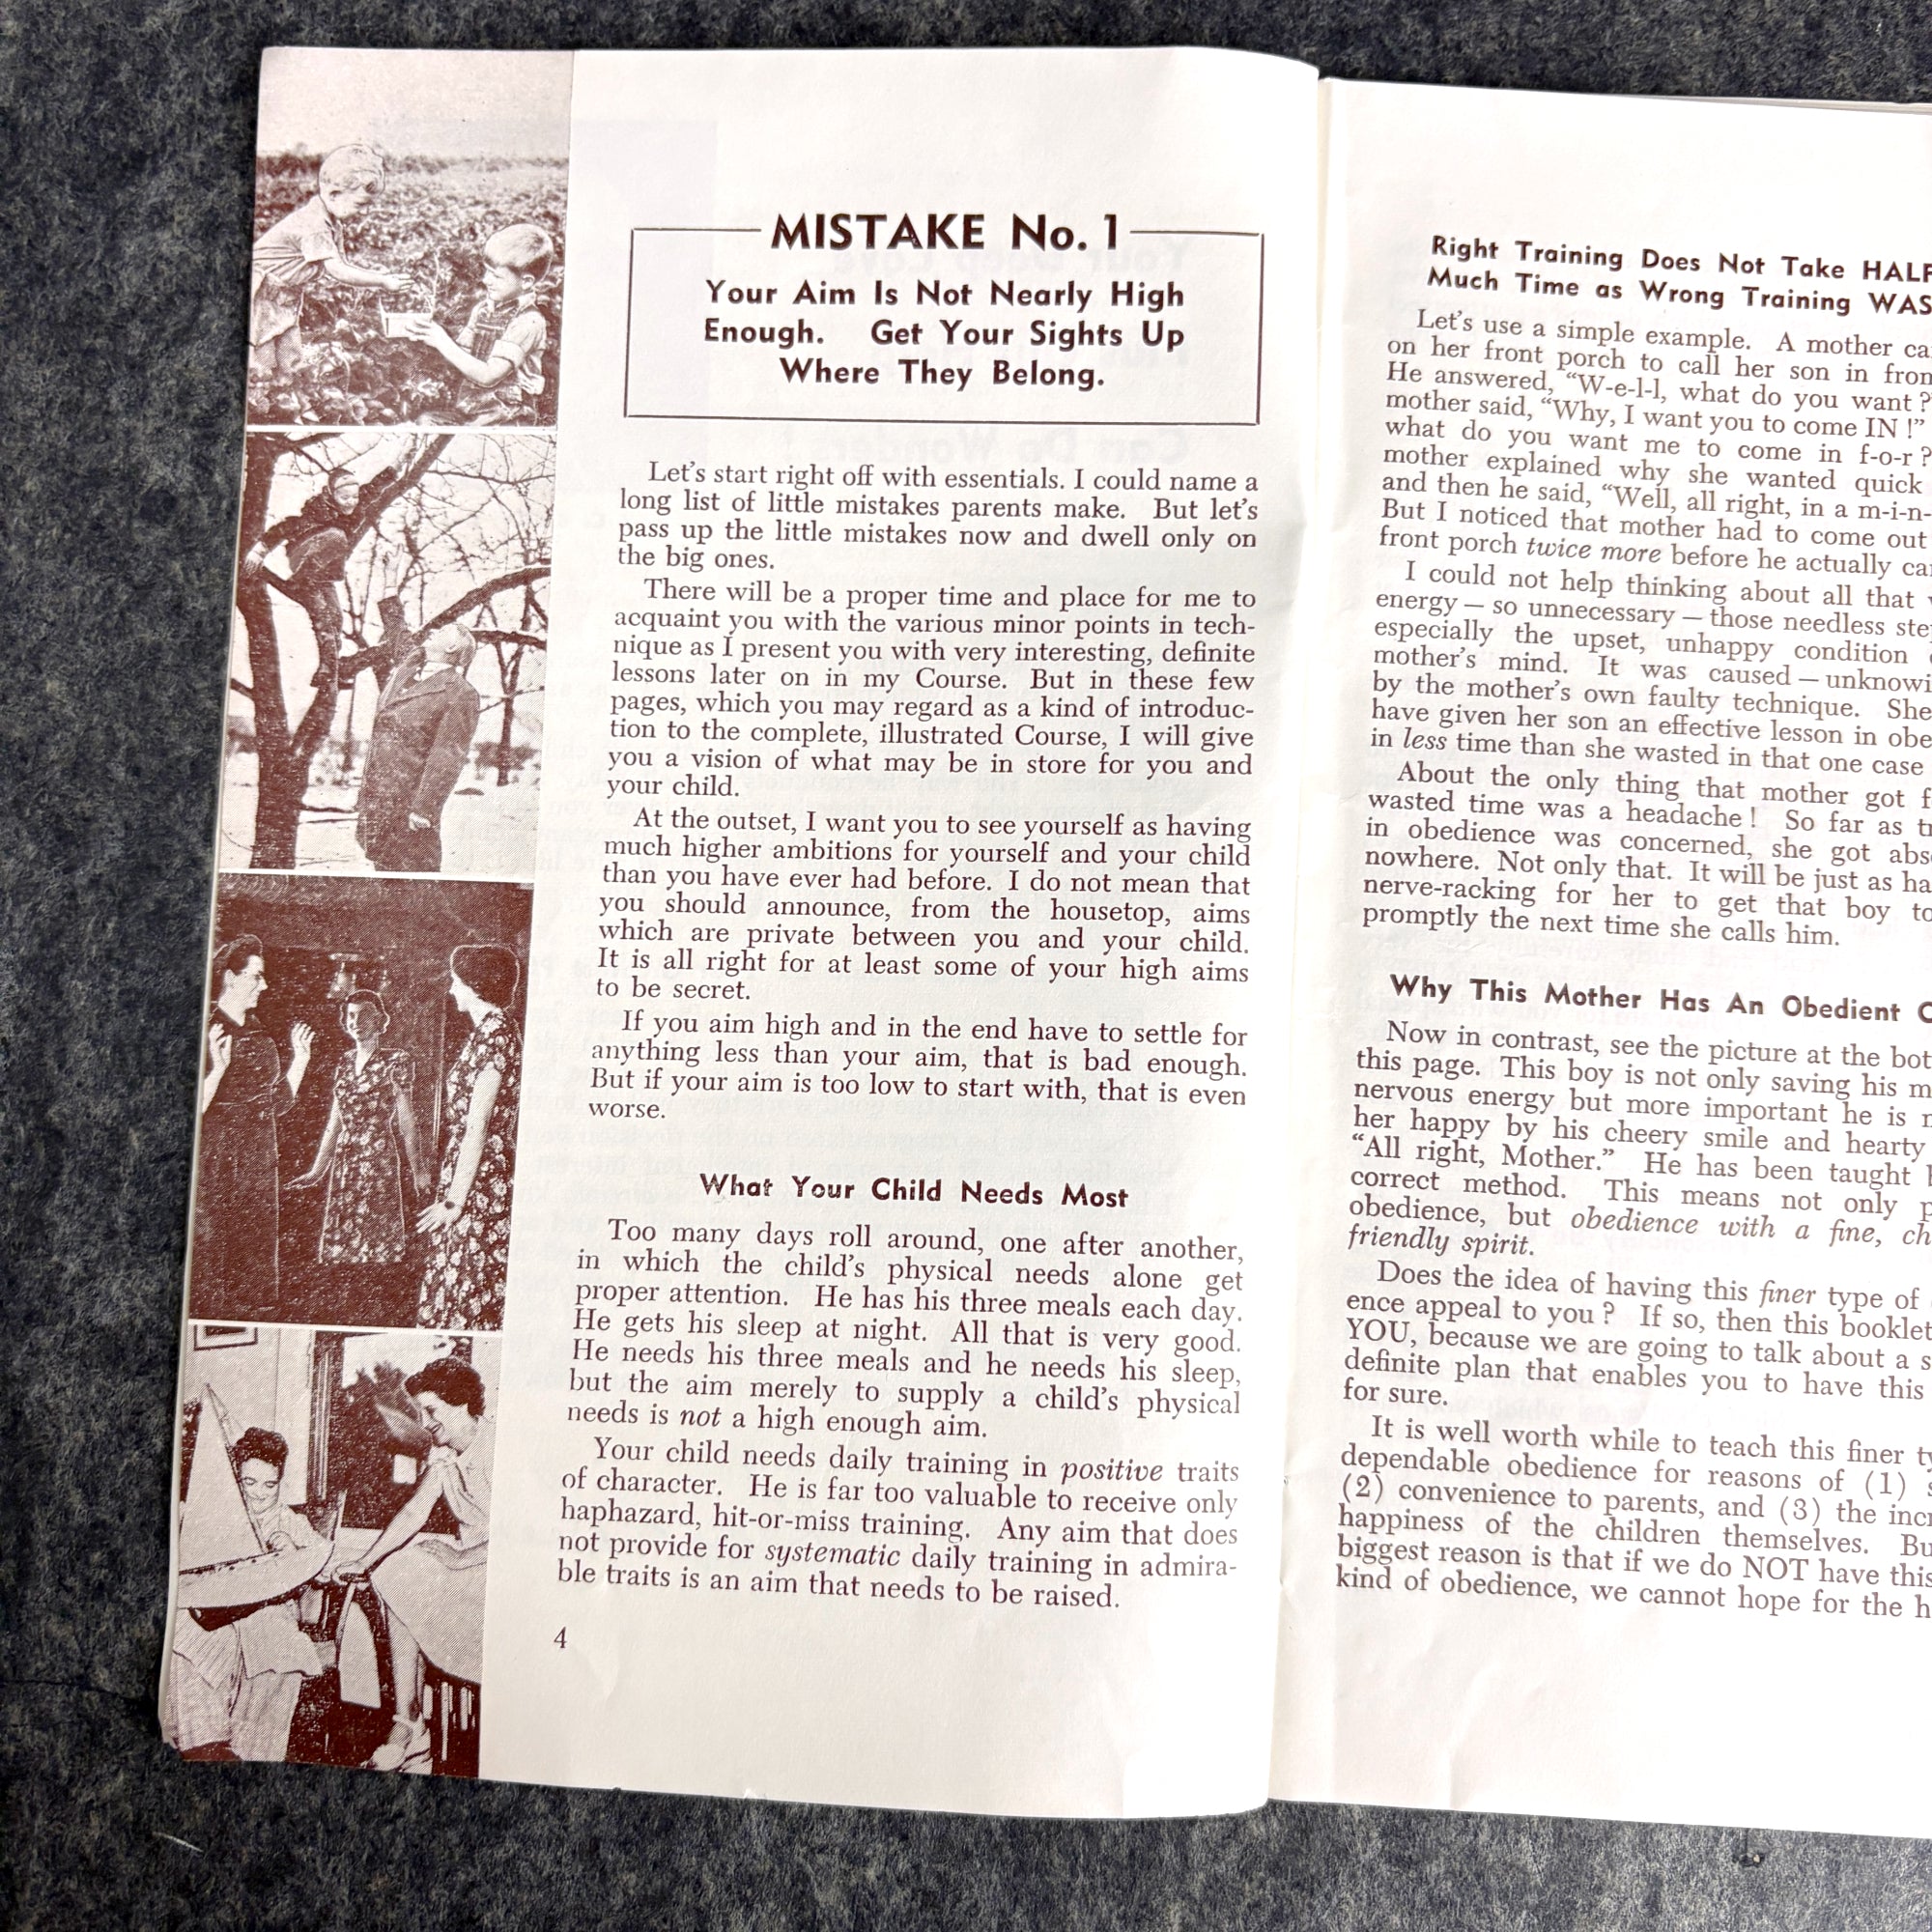 MISTAKE No. 1
Your Aim Is Not Nearly High
Enough. Get Your Sights Up
Where They Belong.
Let's start right off with essentials. I could name a
long list of little mistakes parents make. But let's
pass up the little mistakes now and dwell only on
the big ones.
There will be a proper time and place for me to
acquaint you with the various minor points in tech-
nique as I present you with very interesting, definite
lessons later on in my Course. But in these few
pages, which you may regard as a kind of introduc-
tion to the complete, illustrated Course, I will give
you a vision of what may be in store for you and
your child.
At the outset, I want you to see yourself as having
much higher ambitions for yourself and your child
than you have ever had before. I do not mean that
you should announce, from the housetop, aims
which are private between you and your child.
It is all right for at least some of your high aims
to be secret.
If you aim high and in the end have to settle for
anything less than your aim, that is bad enough.
But if your aim is too low to start with, that is even
worse.
What Your Child Needs Most
Too many days roll around, one after another,
in which the child's physical needs alone get
proper attention. He has his three meals each day.
He gets his sleep at night. All that is very good.
He needs his three meals and he needs his sleep,
but the aim merely to supply a child's physical
needs is not a high enough aim.
Your child needs daily training in positive traits
of character. He is far too valuable to receive only
haphazard, hit-or-miss training. Any aim that does
not provide for systematic daily training in admira-
ble traits is an aim that needs to be raised.
4
Right Training Does Not Take HALF
Much Time as Wrong Training
Let's use a simple example. A mother
on her front porch to call her son in
He answered, "W-e-l-l, what do you want?
mother said, "Why, I want you to come IN!"
what do you want me to come in f-o-r?
mother explained why she wanted quick
and then he said, "Well, all right, in a m-i-n-
But I noticed that mother had to come out
front porch twice more before he actually
I could not help thinking about all that
energy — so unnecessary — those needless
especially the upset, unhappy condition
mother's mind. It was caused —
by the mother's own faulty technique. She
have given her son an effective lesson in
in less time than she wasted in that one case
About the only thing that mother got
wasted time was a headache! So far as
in obedience was concerned, she got
nowhere. Not only that. It will be just as
nerve-racking for her to get that boy to
promptly the next time she calls him.
Why This Mother Has An Obedient
Now in contrast, see the picture at the
this page. This boy is not only saving his
nervous energy but more important he is
her happy by his cheery smile and hearty
"All right, Mother." He has been taught
correct method. This means not only
obedience, but obedience with a fine,
friendly spirit.
Does the idea of having this finer type of
ence appeal to you? If so, then this booklet
YOU, because we are going to talk about a
definite plan that enables you to have this
for sure.
It is well worth while to teach this finer
dependable obedience for reasons of (1)
(2) convenience to parents, and (3) the
happiness of the children themselves.
biggest reason is that if we do NOT have this
kind of obedience, we cannot hope for the